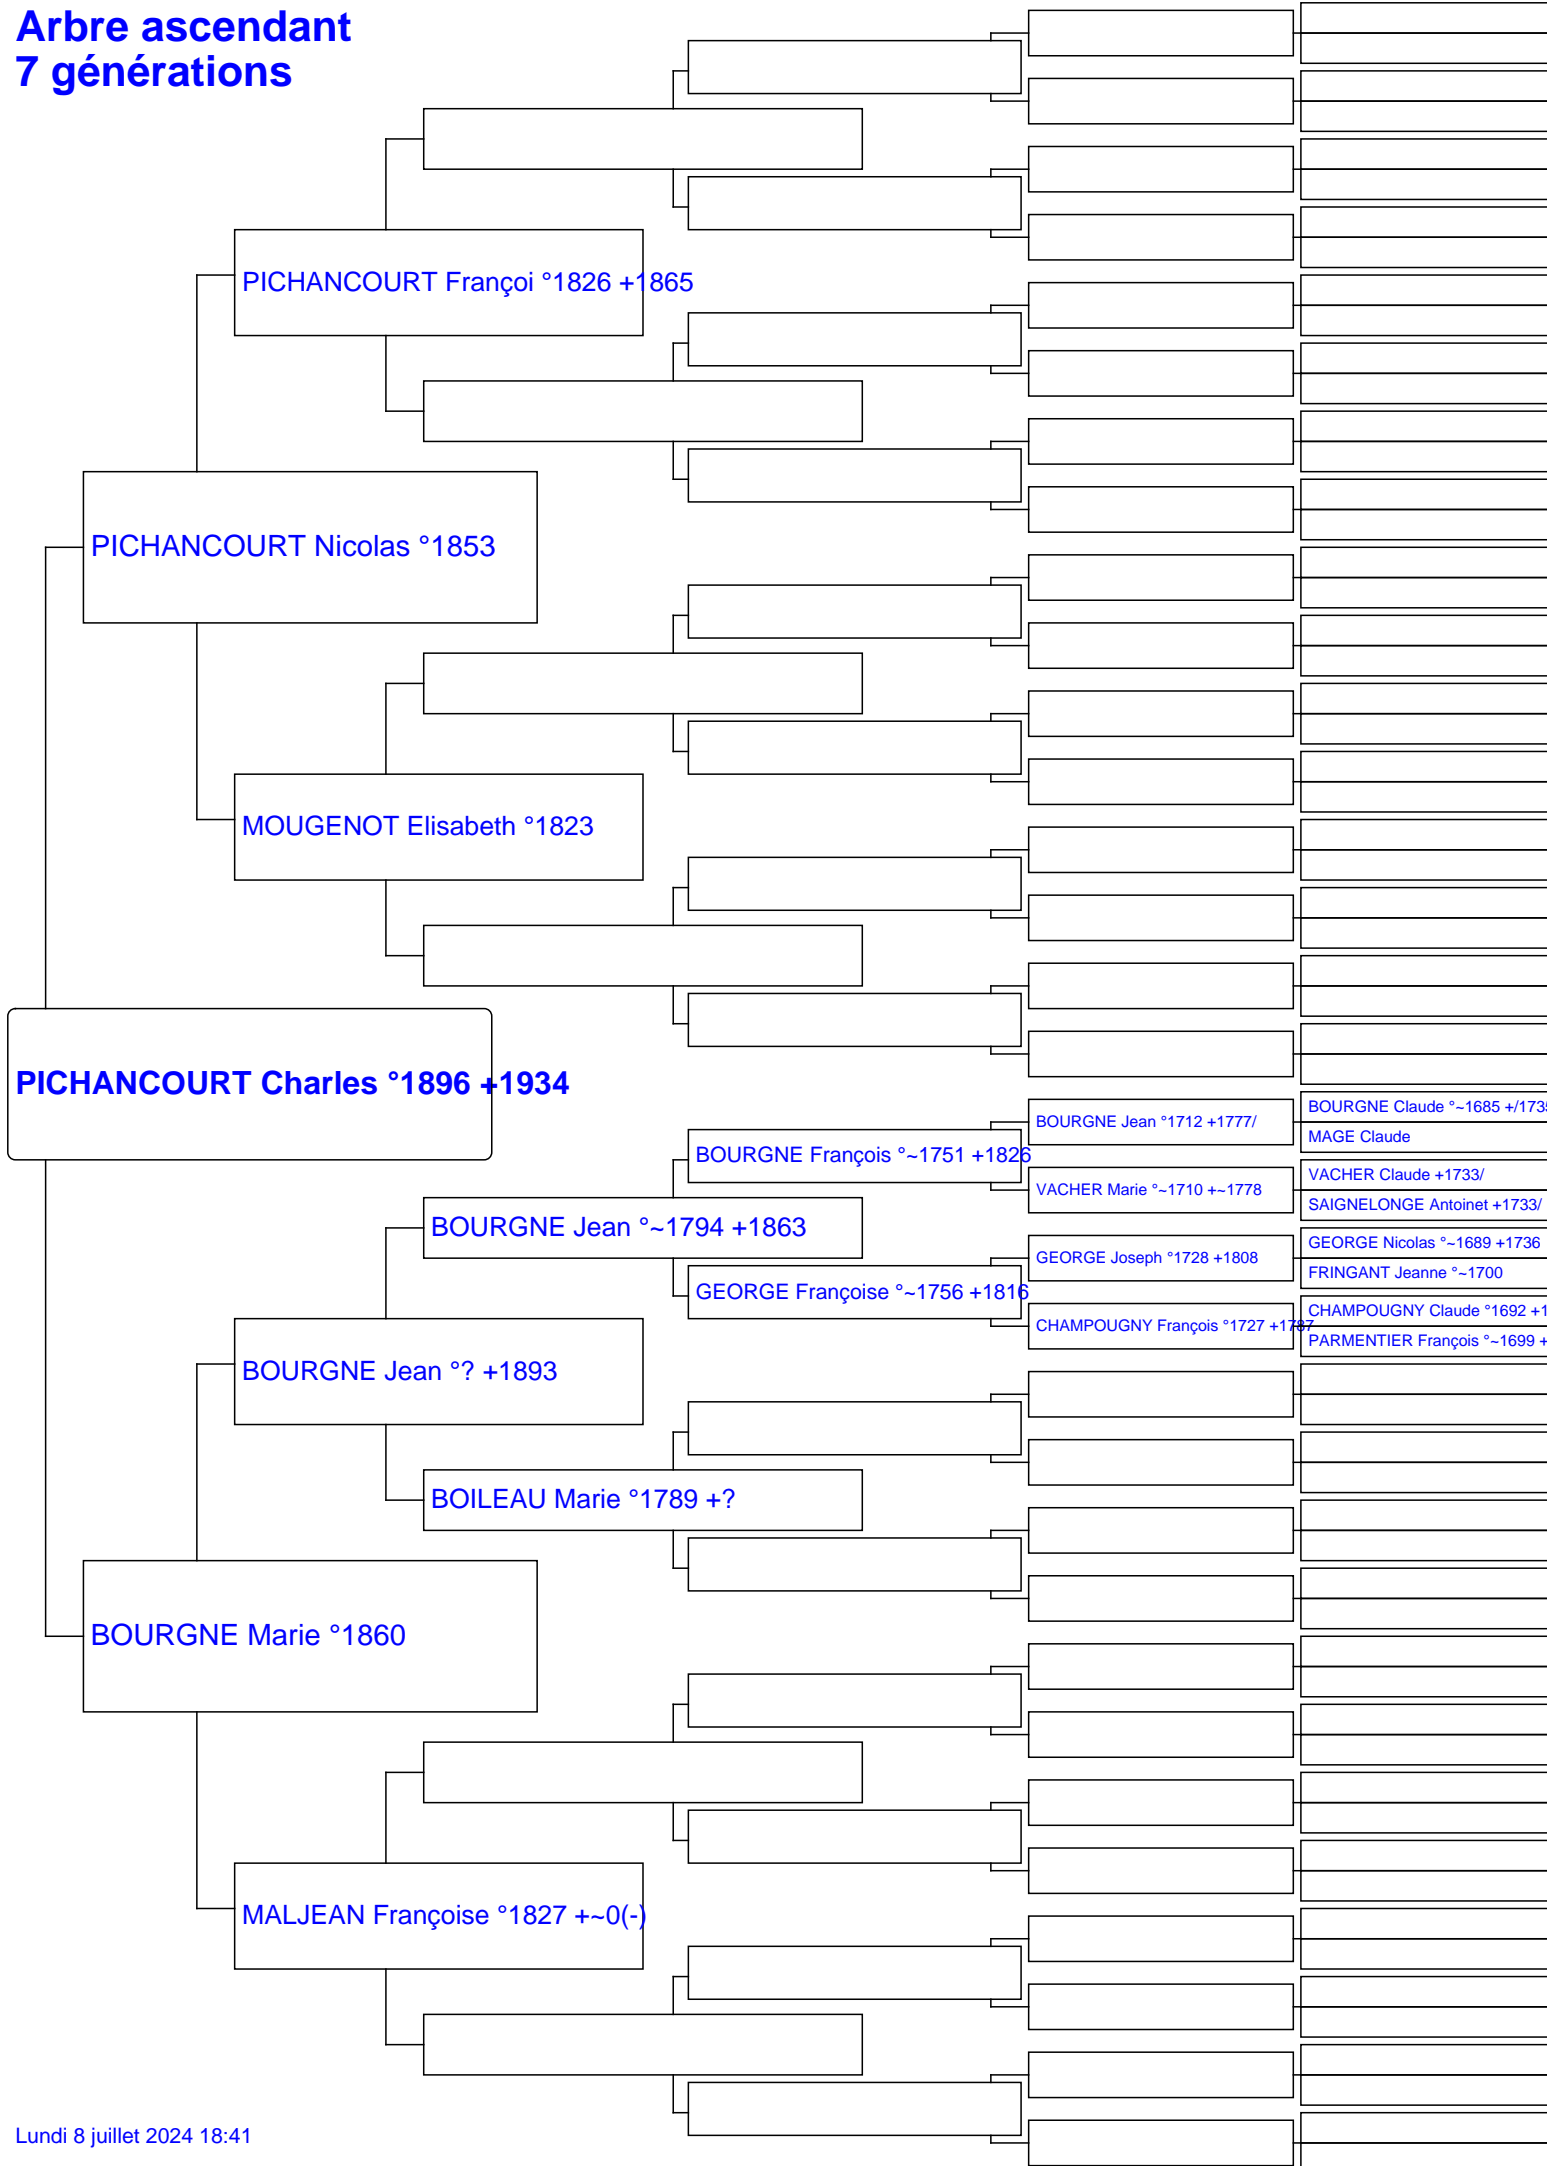 Arbre ascendant
7 générations
PICHANCOURT Françoi °1826 +1865
PICHANCOURT Nicolas °1853
MOUGENOT Elisabeth °1823
PICHANCOURT Charles °1896 +1934
BOURGNE Jean °1712 +1777/
BOURGNE Claude °~1685 +/1735
MAGE Claude
BOURGNE François °~1751 +1826
VACHER Marie °~1710 +~1778
VACHER Claude +1733/
SAIGNELONGE Antoinet +1733/
BOURGNE Jean °~1794 +1863
GEORGE Joseph °1728 +1808
GEORGE Nicolas °~1689 +1736
FRINGANT Jeanne °~1700
GEORGE Françoise °~1756 +1816
CHAMPOUGNY François °1727 +1787
CHAMPOUGNY Claude °1692 +1
PARMENTIER François °~1699 +
BOURGNE Jean °? +1893
BOILEAU Marie °1789 +?
BOURGNE Marie °1860
MALJEAN Françoise °1827 +~0(-)
Lundi 8 juillet 2024 18:41